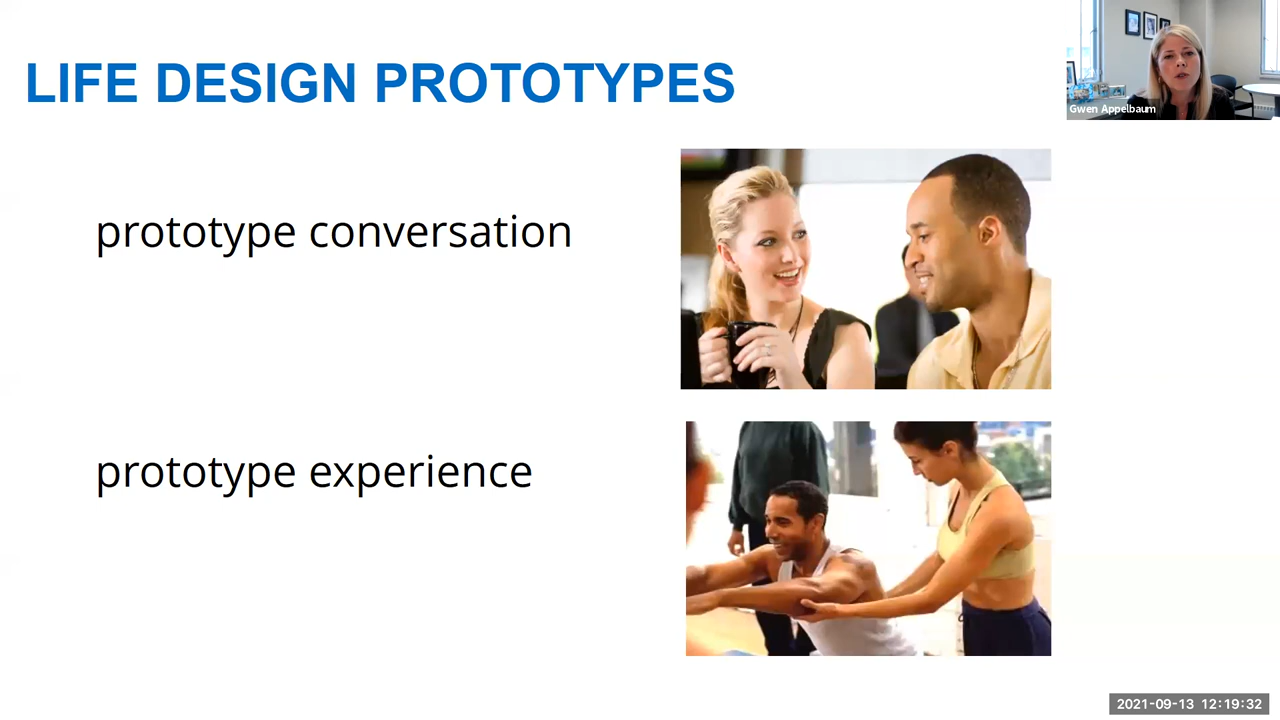 LIFE DESIGN PROTOTYPES
Gwen Appelbaum
prototype conversation
prototype experience
2021-09-13 12:19:32